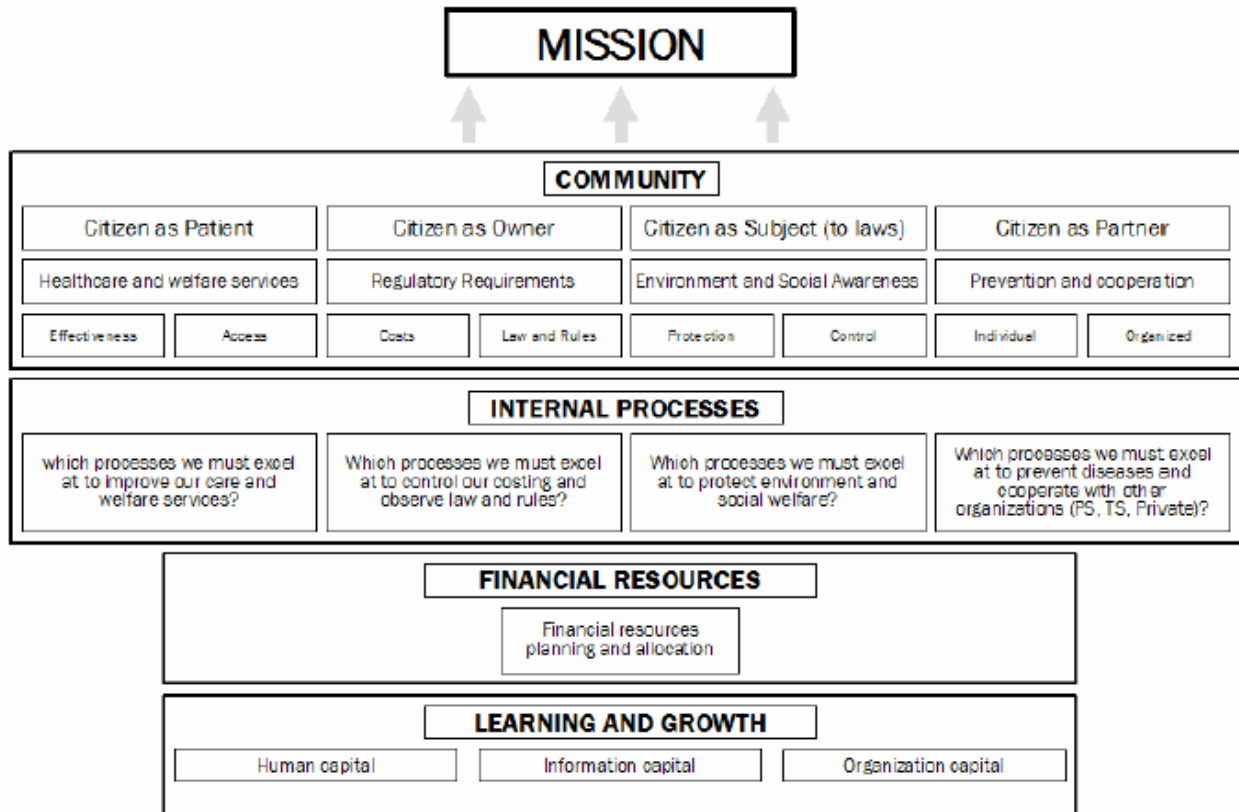 MISSION
COMMUNITY
Citizen as Patient
Citizen as Owner
Citizen as Subject (to laws)
Citizen as Partner
Healthcare and welfare services
Regulatory Requirements
Environment and Social Awareness
Prevention and cooperation
Effectiveness
Access
Costs
Law and Rules
Protection
Control
Individual
Organized
INTERNAL PROCESSES
which processes we must excel
at to improve our care and
welfare services?
Which processes we must excel
at to control our costing and
observe law and rules?
Which processes we must excel
at to protect environment and
social welfare?
Which processes we must excel
at to prevent diseases and
cooperate with other
organizations (PS, TS, Private)?
FINANCIAL RESOURCES
Financial resources
planning and allocation
LEARNING AND GROWTH
Human capital
Information capital
Organization capital